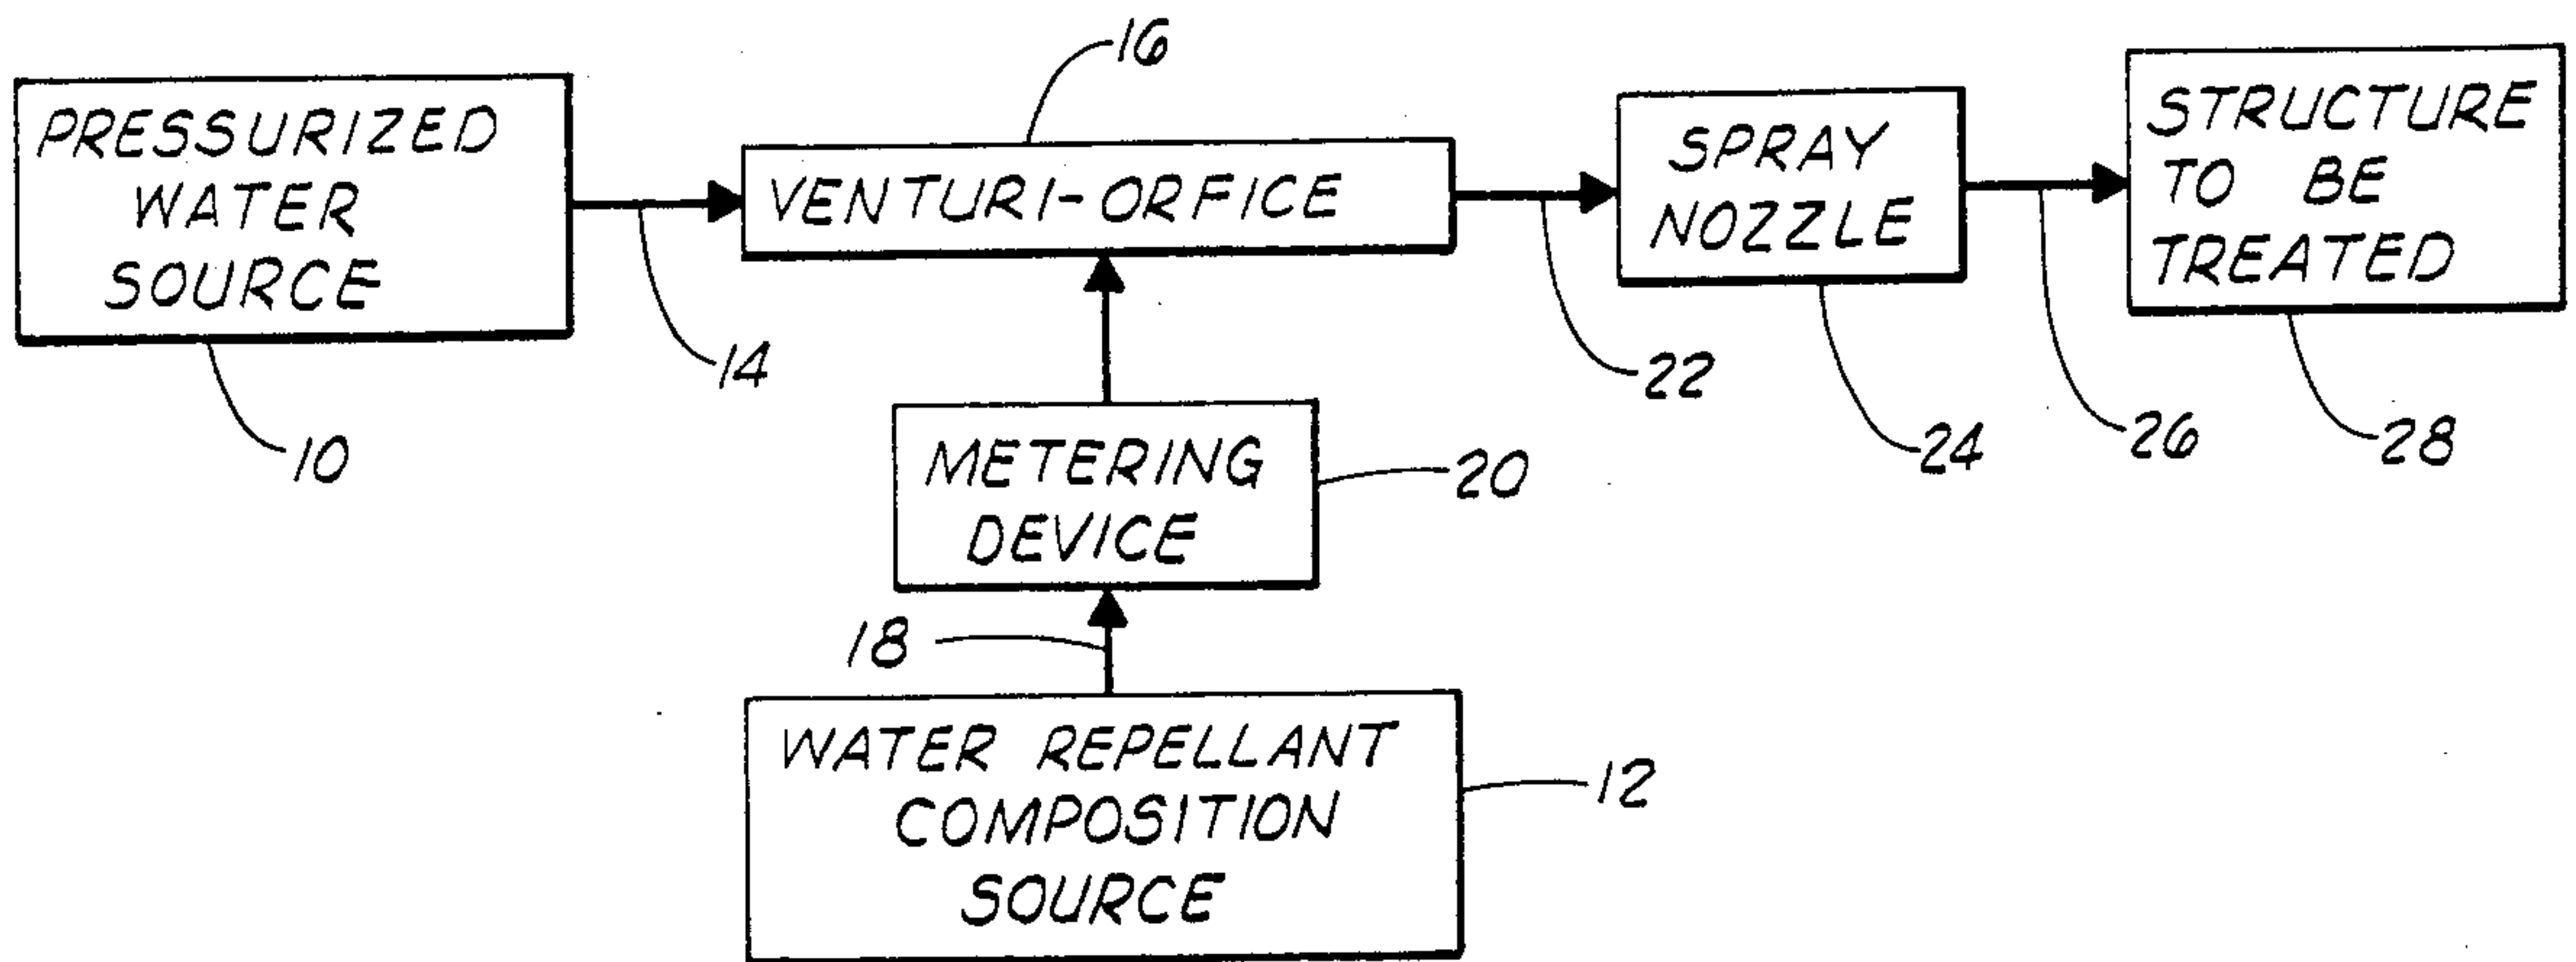 16
PRESSURIZED
WATER
SOURCE
VENTURI-ORFICE
SPRAY
NOZZLE
STRUCTURE
TO BE
TREATED
14
22
10
24
26
28
METERING
DEVICE
20
18
WATER REPELLANT
COMPOSITION
SOURCE
12